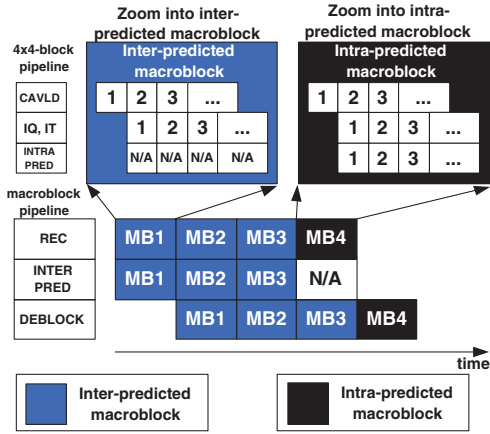 Zoom into inter-
predicted macroblock
Zoom into intra-
predicted macroblock
4x4-block
pipeline
Inter-predicted
macroblock
Intra-predicted
macroblock
CAVLD
1 2 3 ...
1 2 3 ...
IQ, IT
1 2 3 ...
1 2 3 ...
INTRA
PRED
N/A N/A N/A N/A
1 2 3 ...
macroblock
pipeline
REC
MB1 MB2 MB3 MB4
INTER
PRED
MB1 MB2 MB3 N/A
DEBLOCK
MB1 MB2 MB3 MB4
time
Inter-predicted
macroblock
Intra-predicted
macroblock